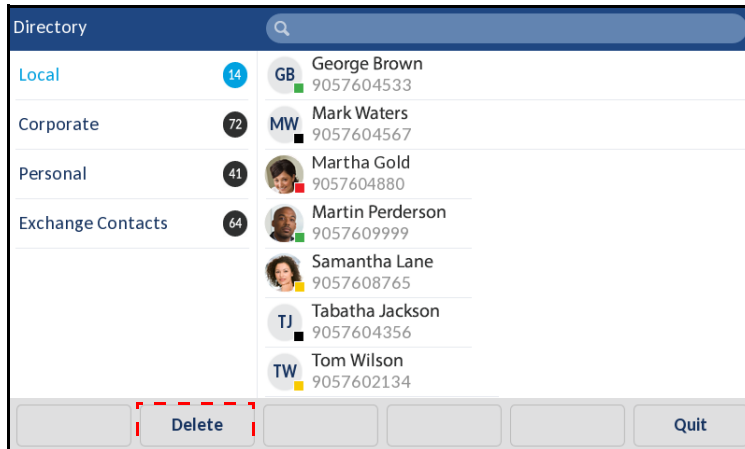 Directory
Local
14
Corporate
72
Personal
41
Exchange Contacts
64
GB
George Brown
9057604533
MW
Mark Waters
9057604567
Martha Gold
9057604880
Martin Perderson
9057609999
Samantha Lane
9057608765
TJ
Tabatha Jackson
9057604356
TW
Tom Wilson
9057602134
Delete
Quit